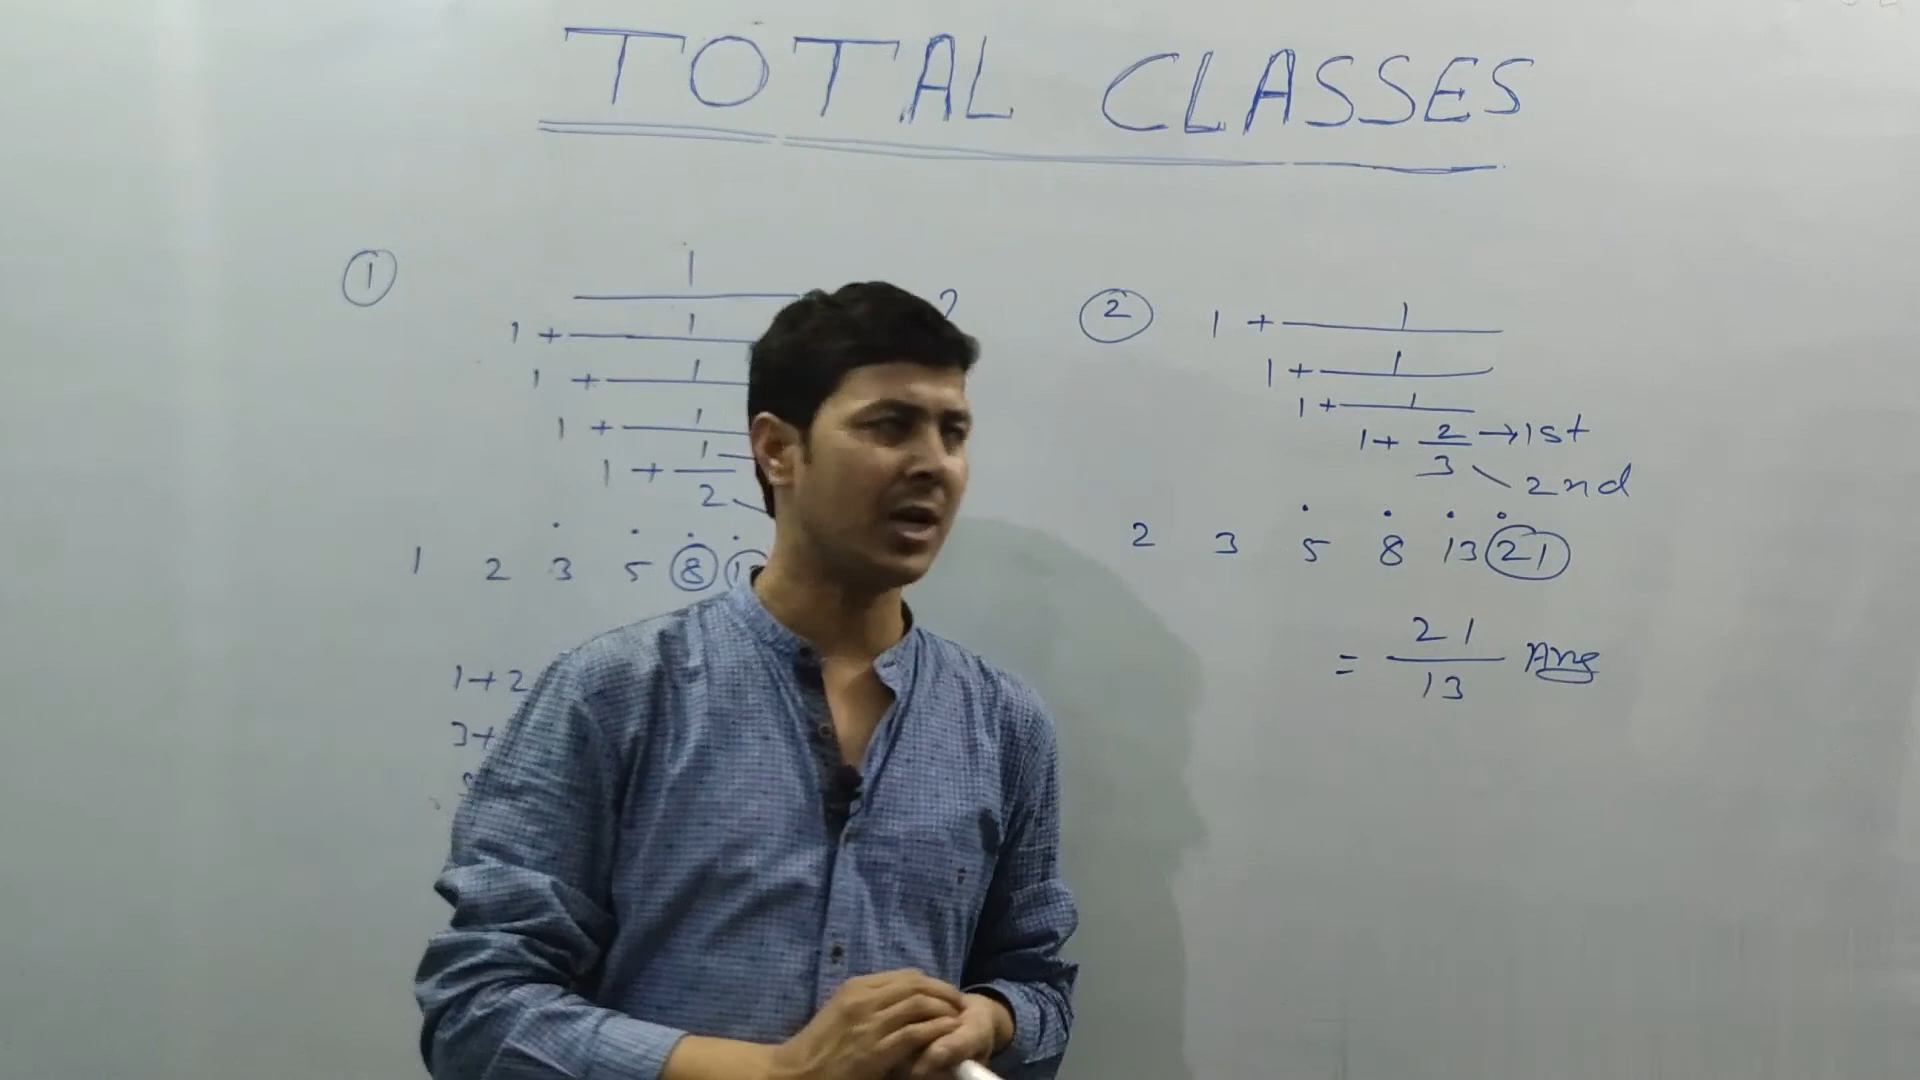 TOTAL CLASSES
①
1
1 + 1
1 + 1
1 + 1
1 + 1
2
1 2 3 5 8
1+2
3+
② 1 + 1
1 + 1
1 + 1
1 + 2 → 1st
3 2nd
2 3 5 8 13 21
= 21 Ans
13